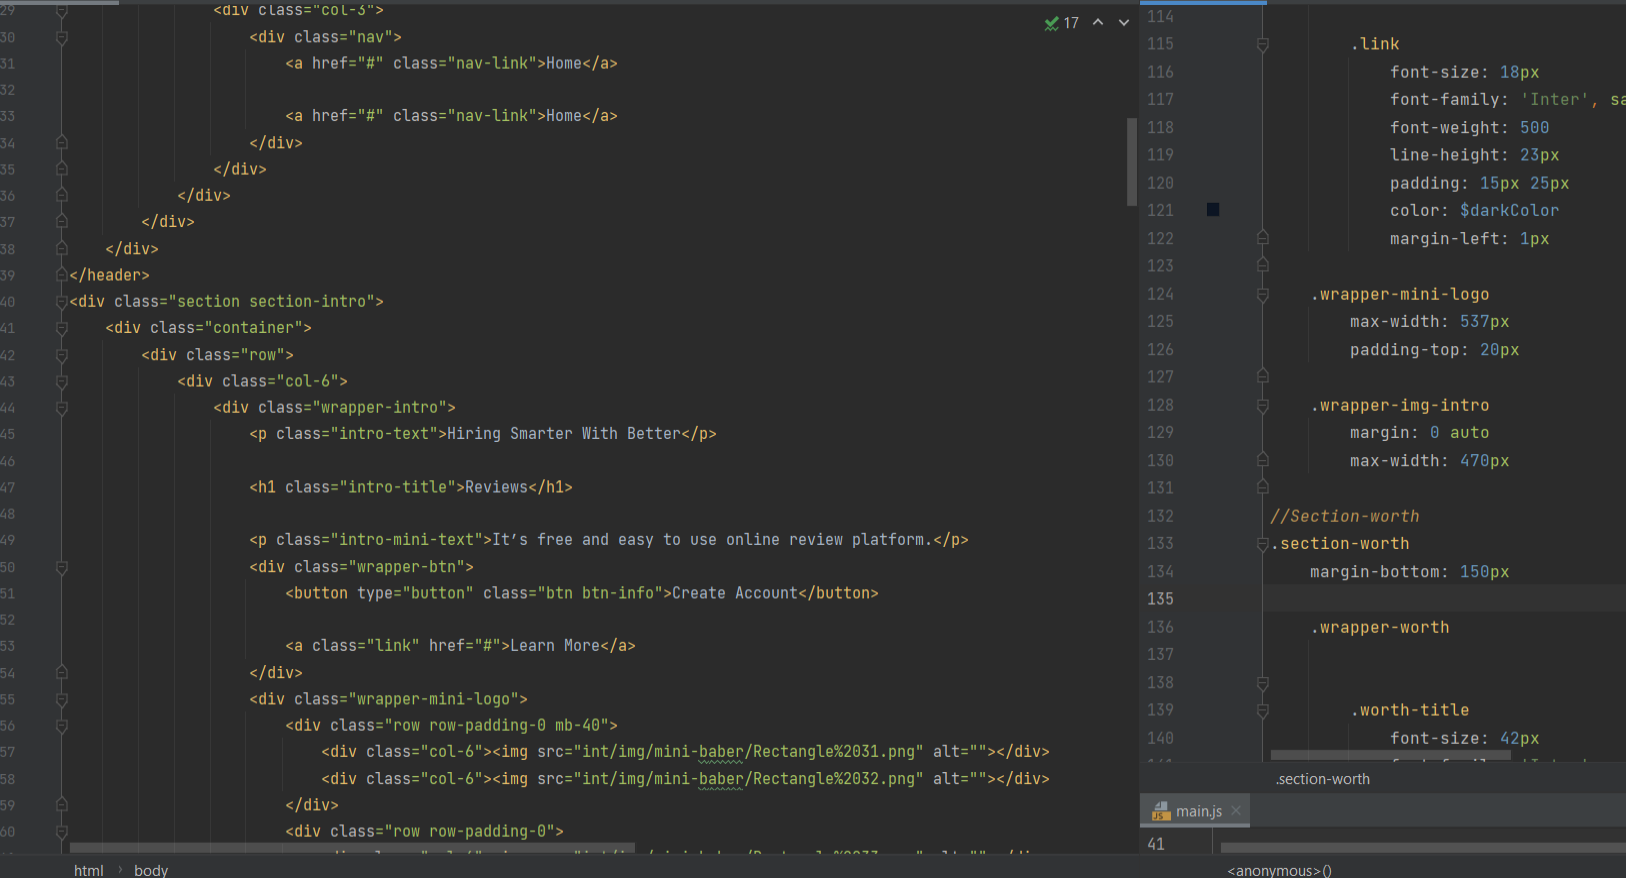 29 <div class="col-3">
30 <div class="nav">
31 <a href="#" class="nav-link">Home</a>
32
33 <a href="#" class="nav-link">Home</a>
34 </div>
35 </div>
36 </div>
37 </div>
38 </div>
39 </header>
40 <div class="section section-intro">
41 <div class="container">
42 <div class="row">
43 <div class="col-6">
44 <div class="wrapper-intro">
45 <p class="intro-text">Hiring Smarter With Better</p>
46
47 <h1 class="intro-title">Reviews</h1>
48
49 <p class="intro-mini-text">It’s free and easy to use online review platform.</p>
50 <div class="wrapper-btn">
51 <button type="button" class="btn btn-info">Create Account</button>
52
53 <a class="link" href="#">Learn More</a>
54 </div>
55 <div class="wrapper-mini-logo">
56 <div class="row row-padding-0 mb-40">
57 <div class="col-6"><img src="int/img/mini-baber/Rectangle%2031.png" alt=""></div>
58 <div class="col-6"><img src="int/img/mini-baber/Rectangle%2032.png" alt=""></div>
59 </div>
60 <div class="row row-padding-0">
html › body
17
114
115 .link
116 font-size: 18px
117 font-family: 'Inter', sa
118 font-weight: 500
119 line-height: 23px
120 padding: 15px 25px
121 color: $darkColor
122 margin-left: 1px
123
124 .wrapper-mini-logo
125 max-width: 537px
126 padding-top: 20px
127
128 .wrapper-img-intro
129 margin: 0 auto
130 max-width: 470px
131
132 //Section-worth
133 .section-worth
134 margin-bottom: 150px
135
136 .wrapper-worth
137
138
139 .worth-title
140 font-size: 42px
.section-worth
main.js
41
<anonymous>()